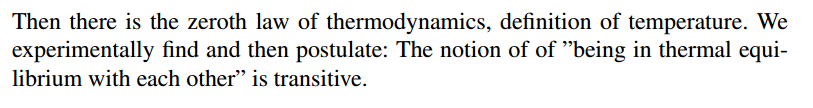 Then there is the zeroth law of thermodynamics, definition of temperature. We
experimentally find and then postulate: The notion of of ”being in thermal equi-
librium with each other” is transitive.